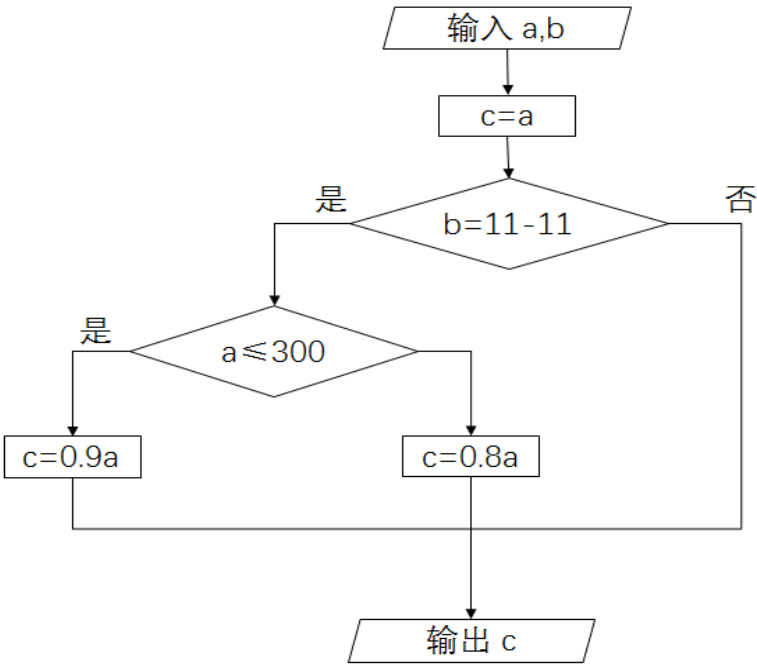 输入 a,b
c=a
是
否
b=11-11
是
a≤300
c=0.9a
c=0.8a
输出 c